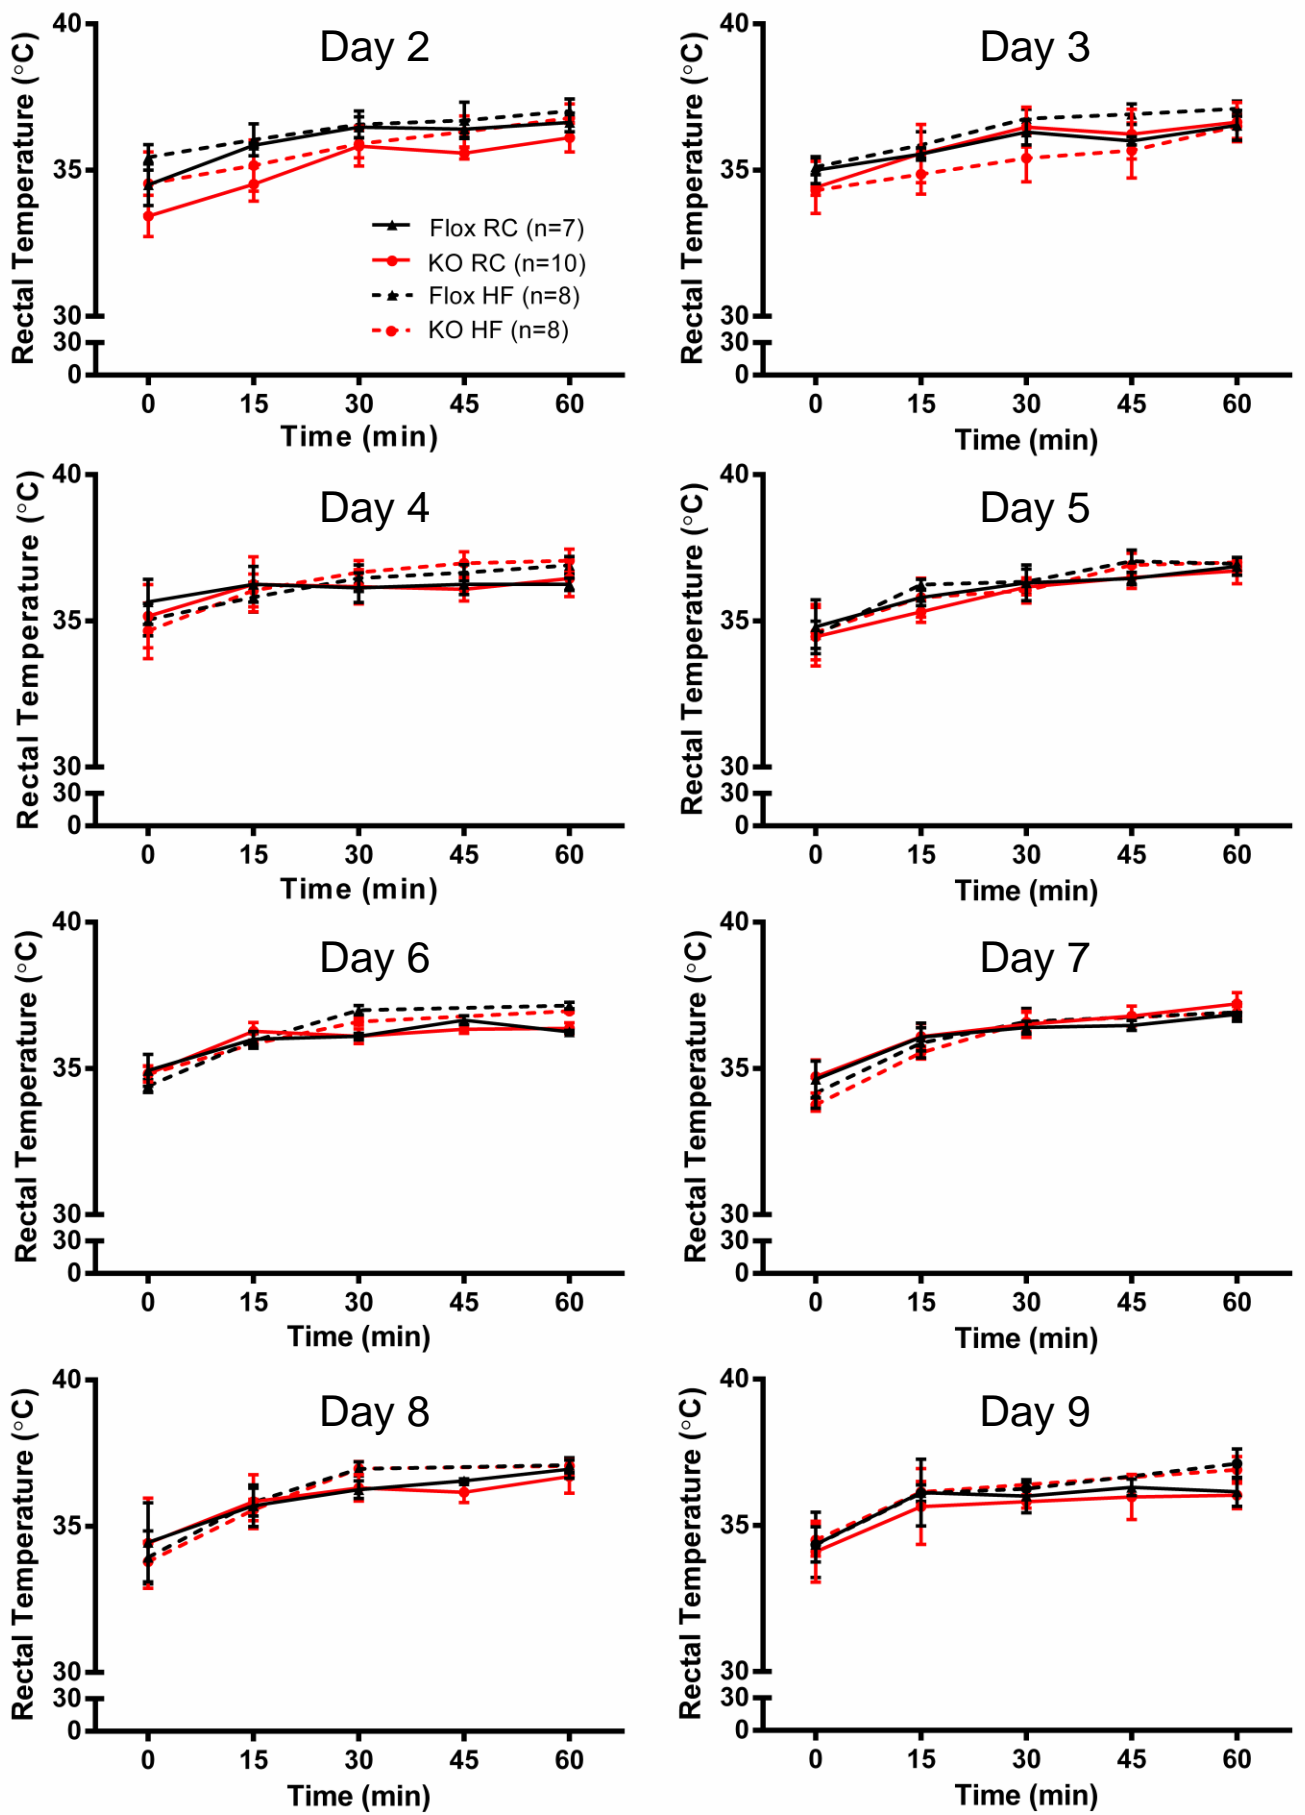 Day 2
Rectal Temperature (°C)
40
35
30
30
0
Flox RC (n=7)
KO RC (n=10)
Flox HF (n=8)
KO HF (n=8)
0 15 30 45 60
Time (min)
Day 3
Rectal Temperature (°C)
40
35
30
30
0
0 15 30 45 60
Time (min)
Day 4
Rectal Temperature (°C)
40
35
30
30
0
0 15 30 45 60
Time (min)
Day 5
Rectal Temperature (°C)
40
35
30
30
0
0 15 30 45 60
Time (min)
Day 6
Rectal Temperature (°C)
40
35
30
30
0
0 15 30 45 60
Time (min)
Day 7
Rectal Temperature (°C)
40
35
30
30
0
0 15 30 45 60
Time (min)
Day 8
Rectal Temperature (°C)
40
35
30
30
0
0 15 30 45 60
Time (min)
Day 9
Rectal Temperature (°C)
40
35
30
30
0
0 15 30 45 60
Time (min)